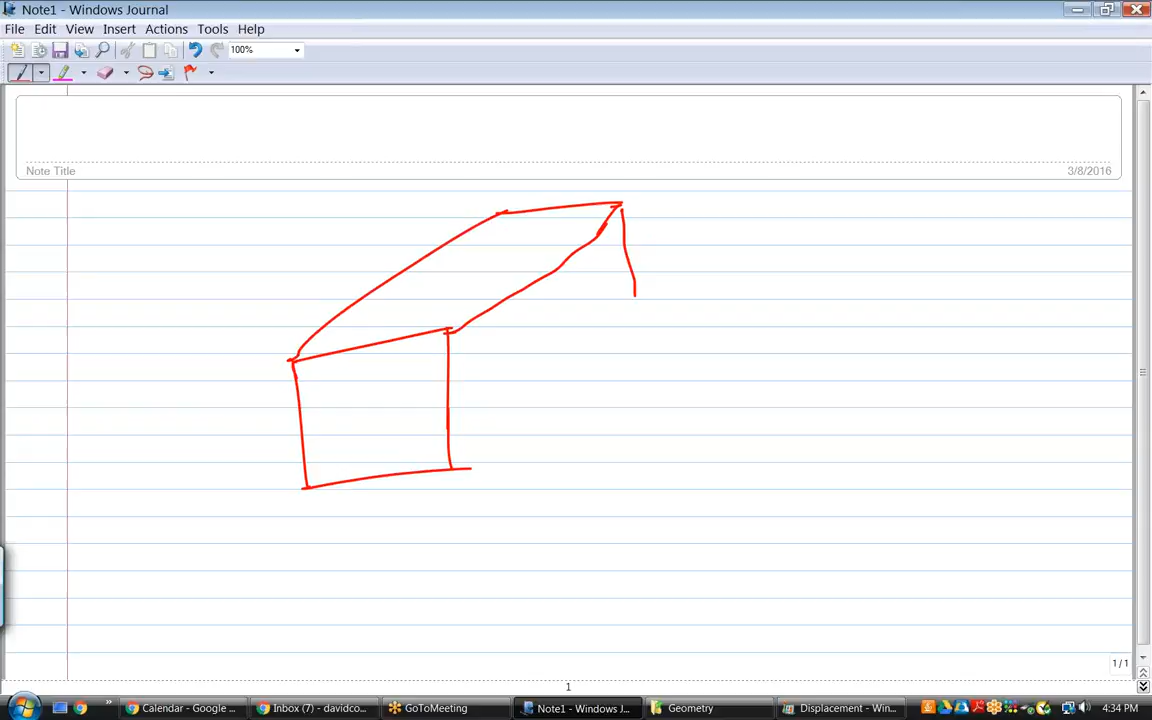 Note1 - Windows Journal
File Edit View Insert Actions Tools Help
100%
Note Title
3/8/2016
1 / 1
1
Calendar - Google ...
Inbox (7) - davidco...
GoToMeeting
Note1 - Windows J...
Geometry
Displacement - Win...
4:34 PM